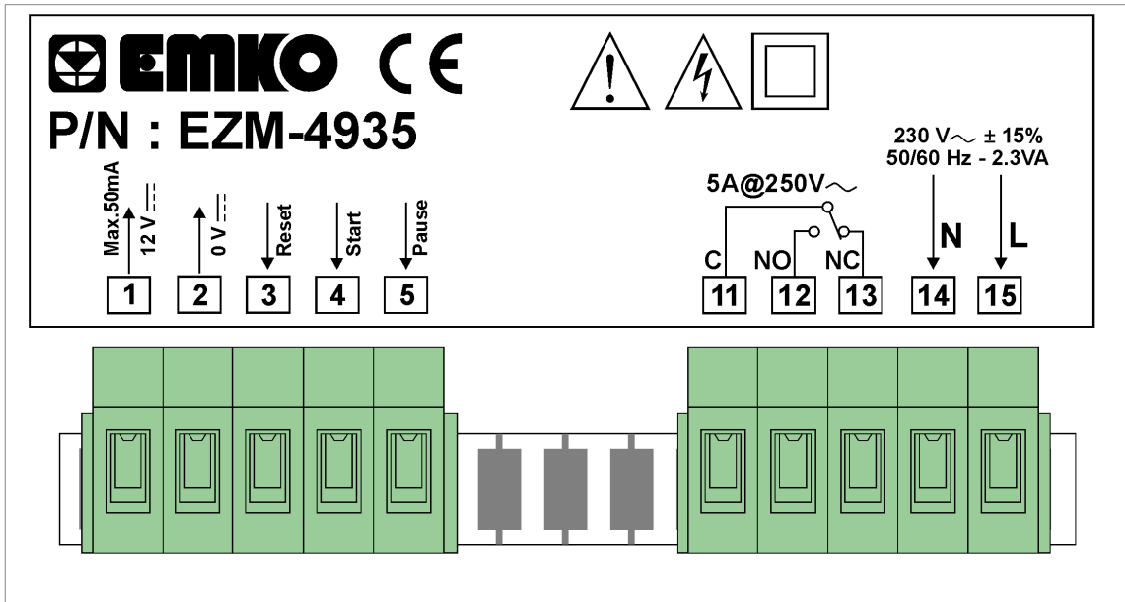 EMKO CE
P/N : EZM-4935
Max.50mA
12 V
0 V
Reset
Start
Pause
1 2 3 4 5
230 V~ ± 15%
50/60 Hz - 2.3VA
5A@250V~
C NO NC N L
11 12 13 14 15